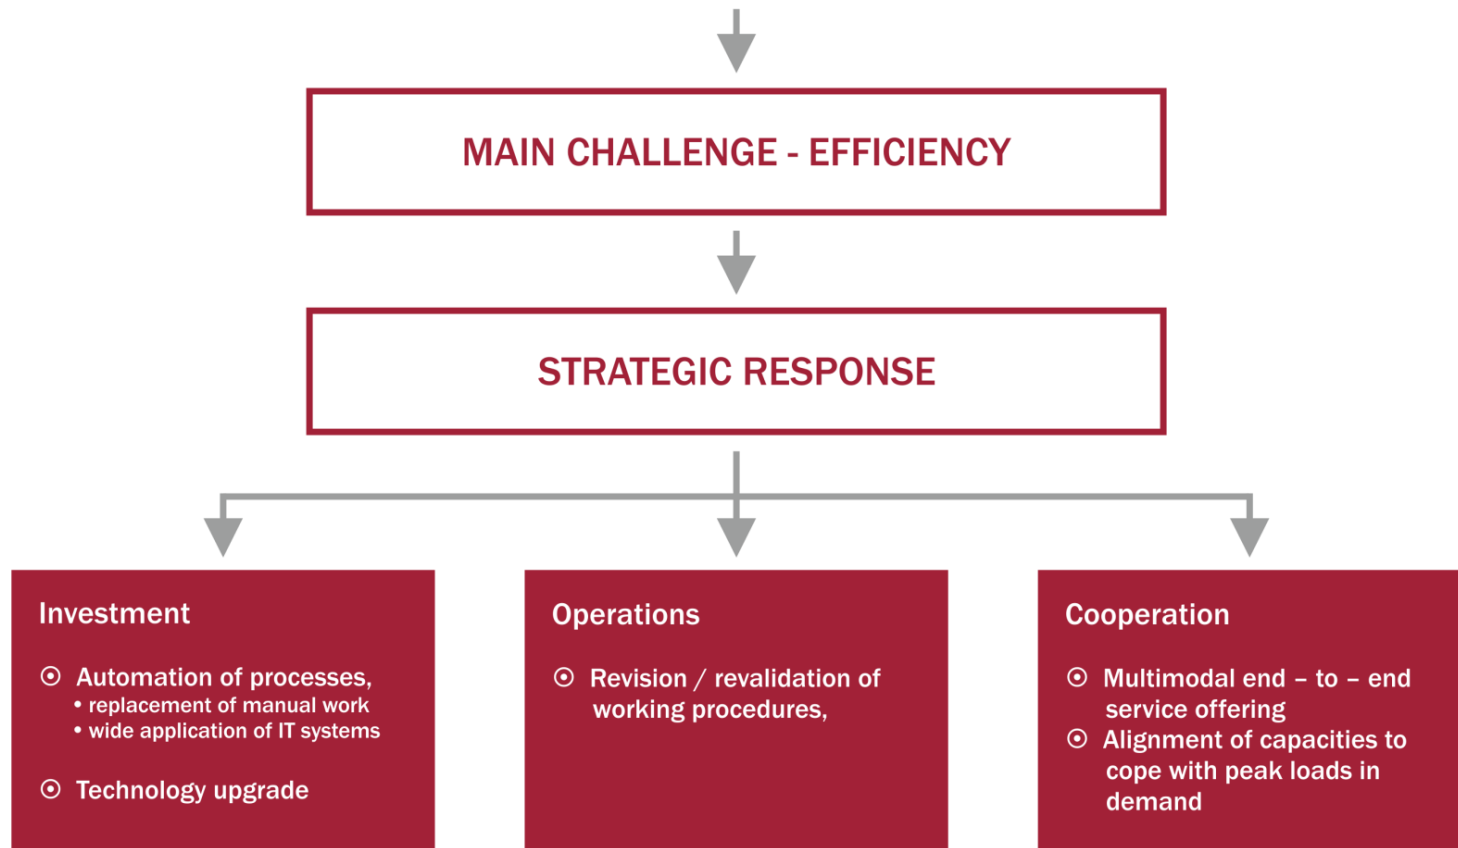 MAIN CHALLENGE - EFFICIENCY
STRATEGIC RESPONSE
Investment
Automation of processes,
• replacement of manual work
• wide application of IT systems
Technology upgrade
Operations
Revision / revalidation of
working procedures,
Cooperation
Multimodal end – to – end
service offering
Alignment of capacities to
cope with peak loads in
demand